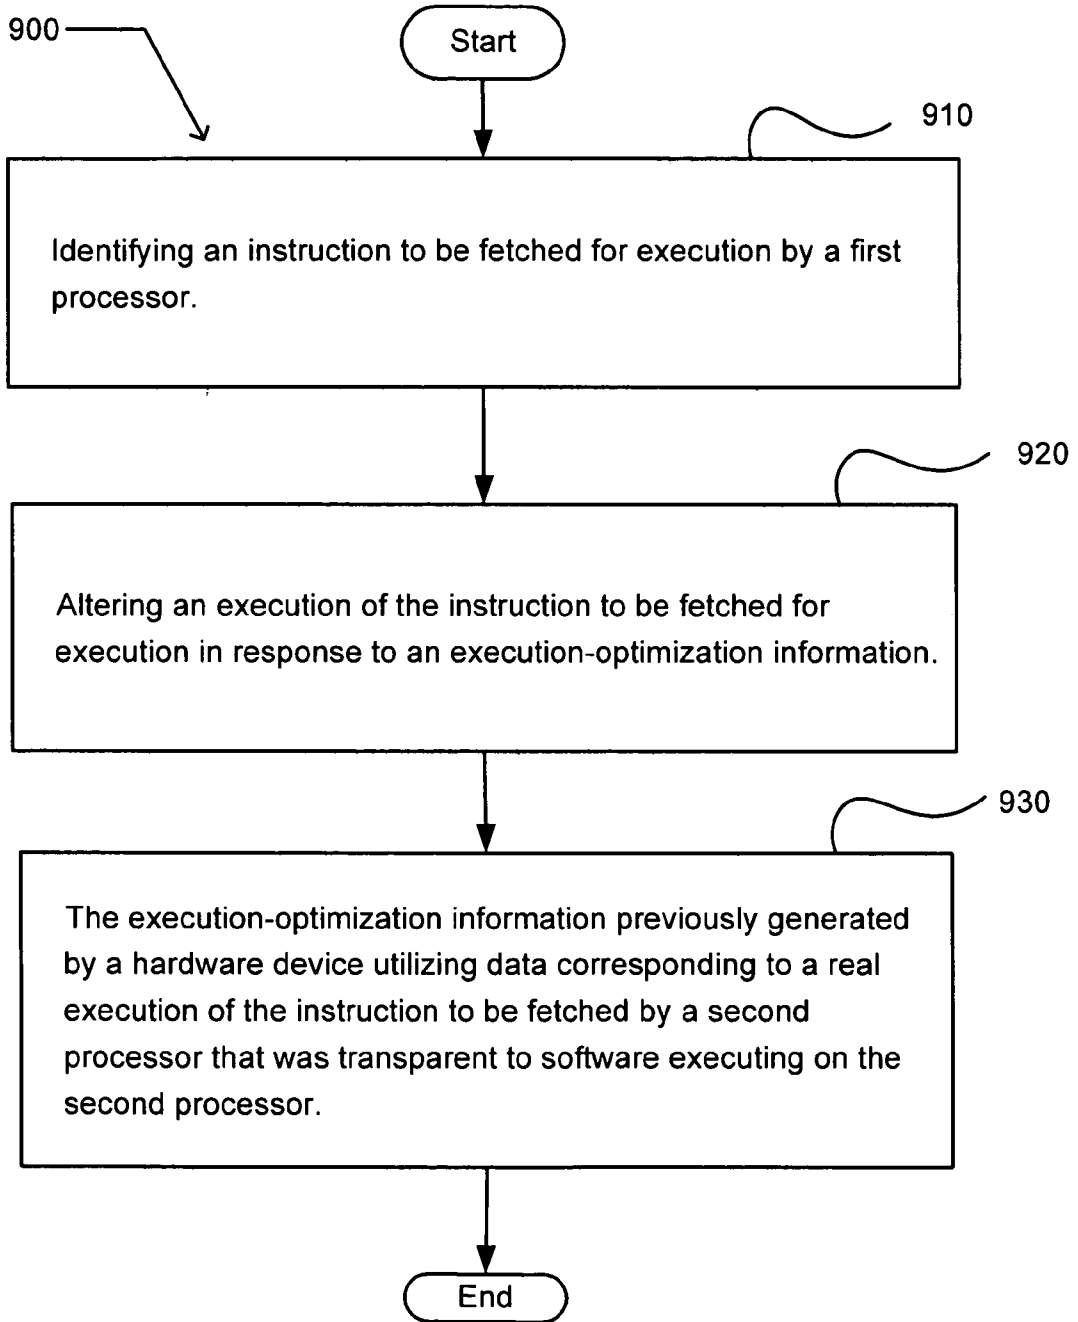 900
Start
910
Identifying an instruction to be fetched for execution by a first
processor.
920
Altering an execution of the instruction to be fetched for
execution in response to an execution-optimization information.
930
The execution-optimization information previously generated
by a hardware device utilizing data corresponding to a real
execution of the instruction to be fetched by a second
processor that was transparent to software executing on the
second processor.
End